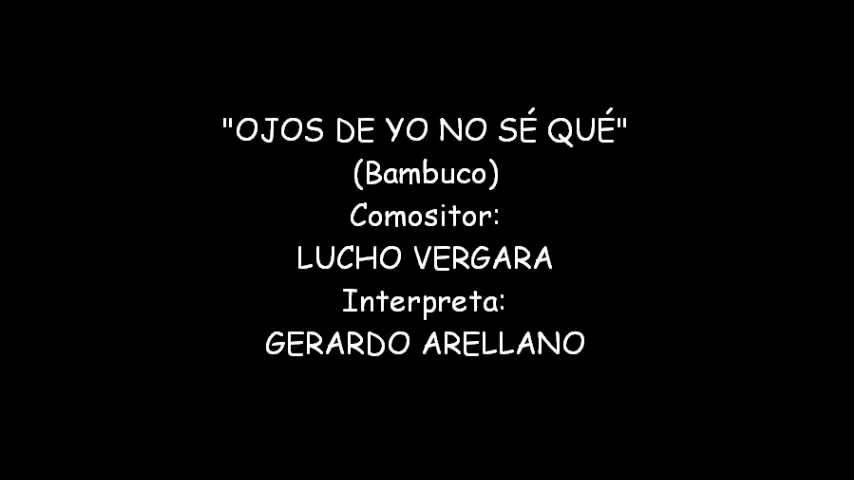 "OJOS DE YO NO SÉ QUÉ"
(Bambuco)
Comositor:
LUCHO VERGARA
Interpreta:
GERARDO ARELLANO